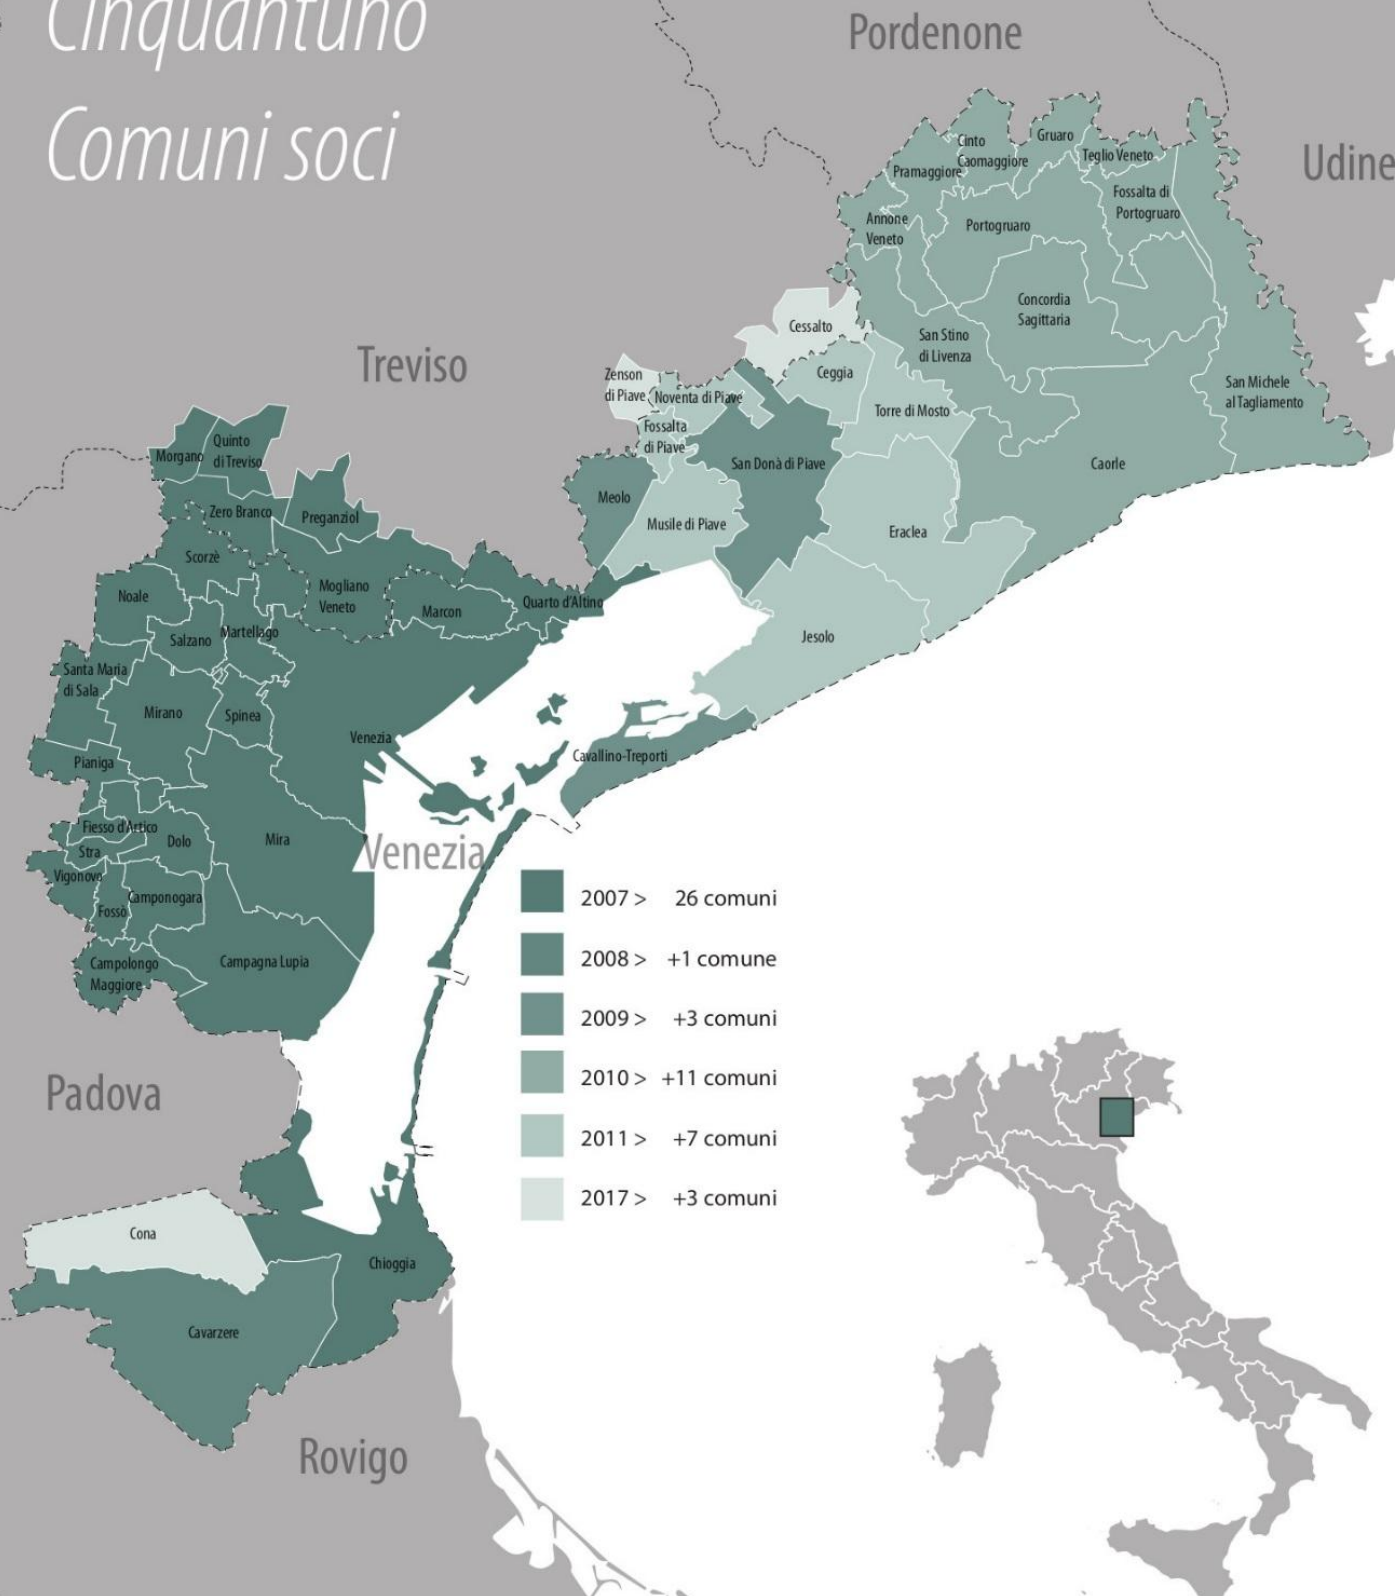 Cinquantuno
Comuni soci
Pordenone
Udine
Treviso
Cinto
Caomaggiore
Gruaro
Teglio Veneto
Pramaggiore
Fossalta di
Portogruaro
Annone
Veneto
Portogruaro
Concordia
Sagittaria
San Stino
di Livenza
San Michele
al Tagliamento
Cessalto
Ceggia
Torre di Mosto
Caorle
Zenson
di Piave
Noventa di Piave
Fossalta
di Piave
San Donà di Piave
Meolo
Musile di Piave
Eraclea
Jesolo
Morgano
Quinto
di Treviso
Zero Branco
Preganziol
Scorzè
Noale
Mogliano
Veneto
Marcon
Quarto d'Altino
Salzano
Martellago
Santa Maria
di Sala
Mirano
Spinea
Venezia
Cavallino-Treporti
Pianiga
Fiesso d'Artico
Dolo
Mira
Stra
Venezia
Vigonovo
Camponogara
Fossò
Campolongo
Maggiore
Campagna Lupia
2007 > 26 comuni
2008 > +1 comune
2009 > +3 comuni
2010 > +11 comuni
2011 > +7 comuni
2017 > +3 comuni
Padova
Cona
Chioggia
Cavarzere
Rovigo